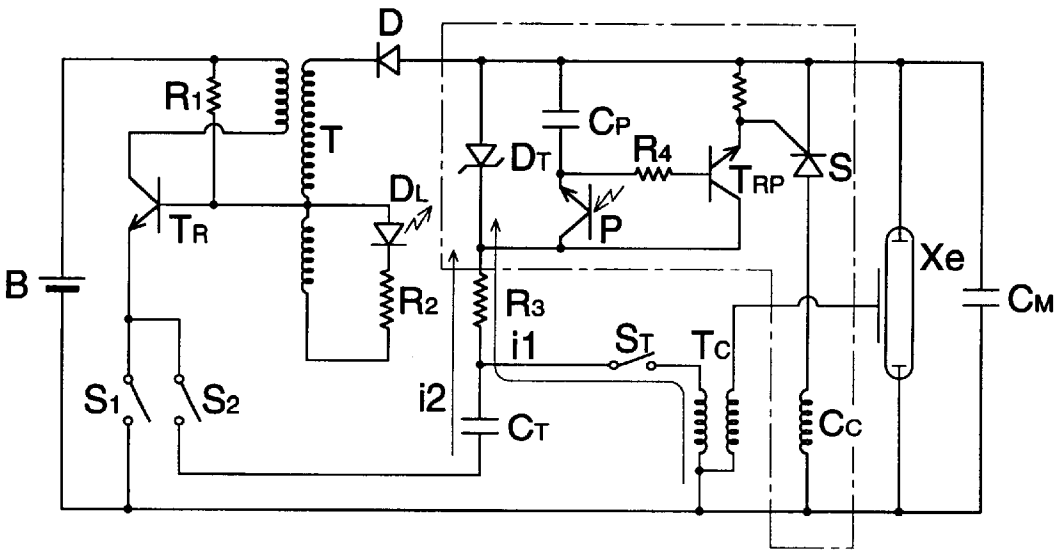 D
R1
T
CP
DT
R4
TRP
S
DL
TR
P
Xe
B
R2
R3
CM
i1
ST
TC
S1
S2
i2
CT
CC